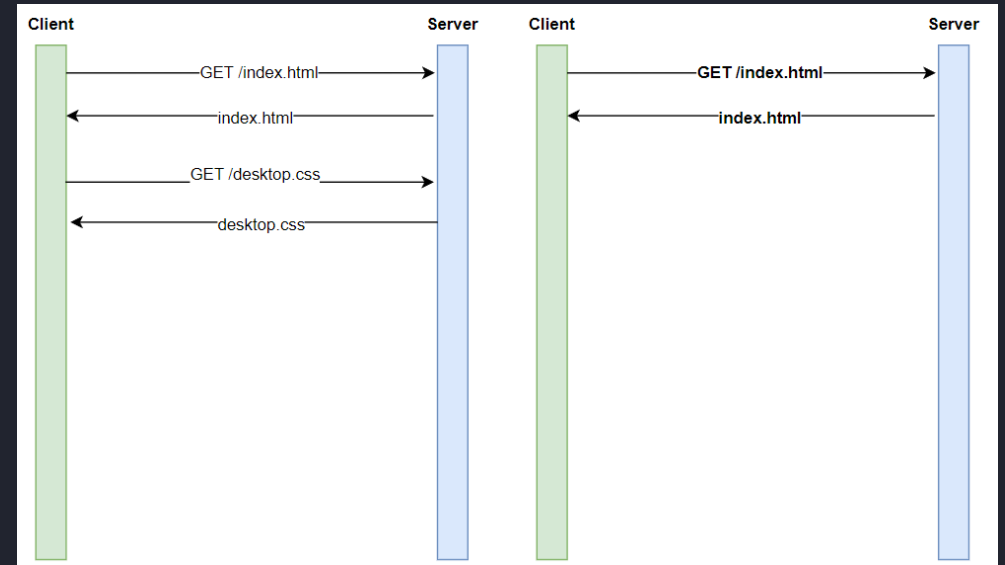 Client Server Client Server
GET /index.html GET /index.html
index.html index.html
GET /desktop.css
desktop.css